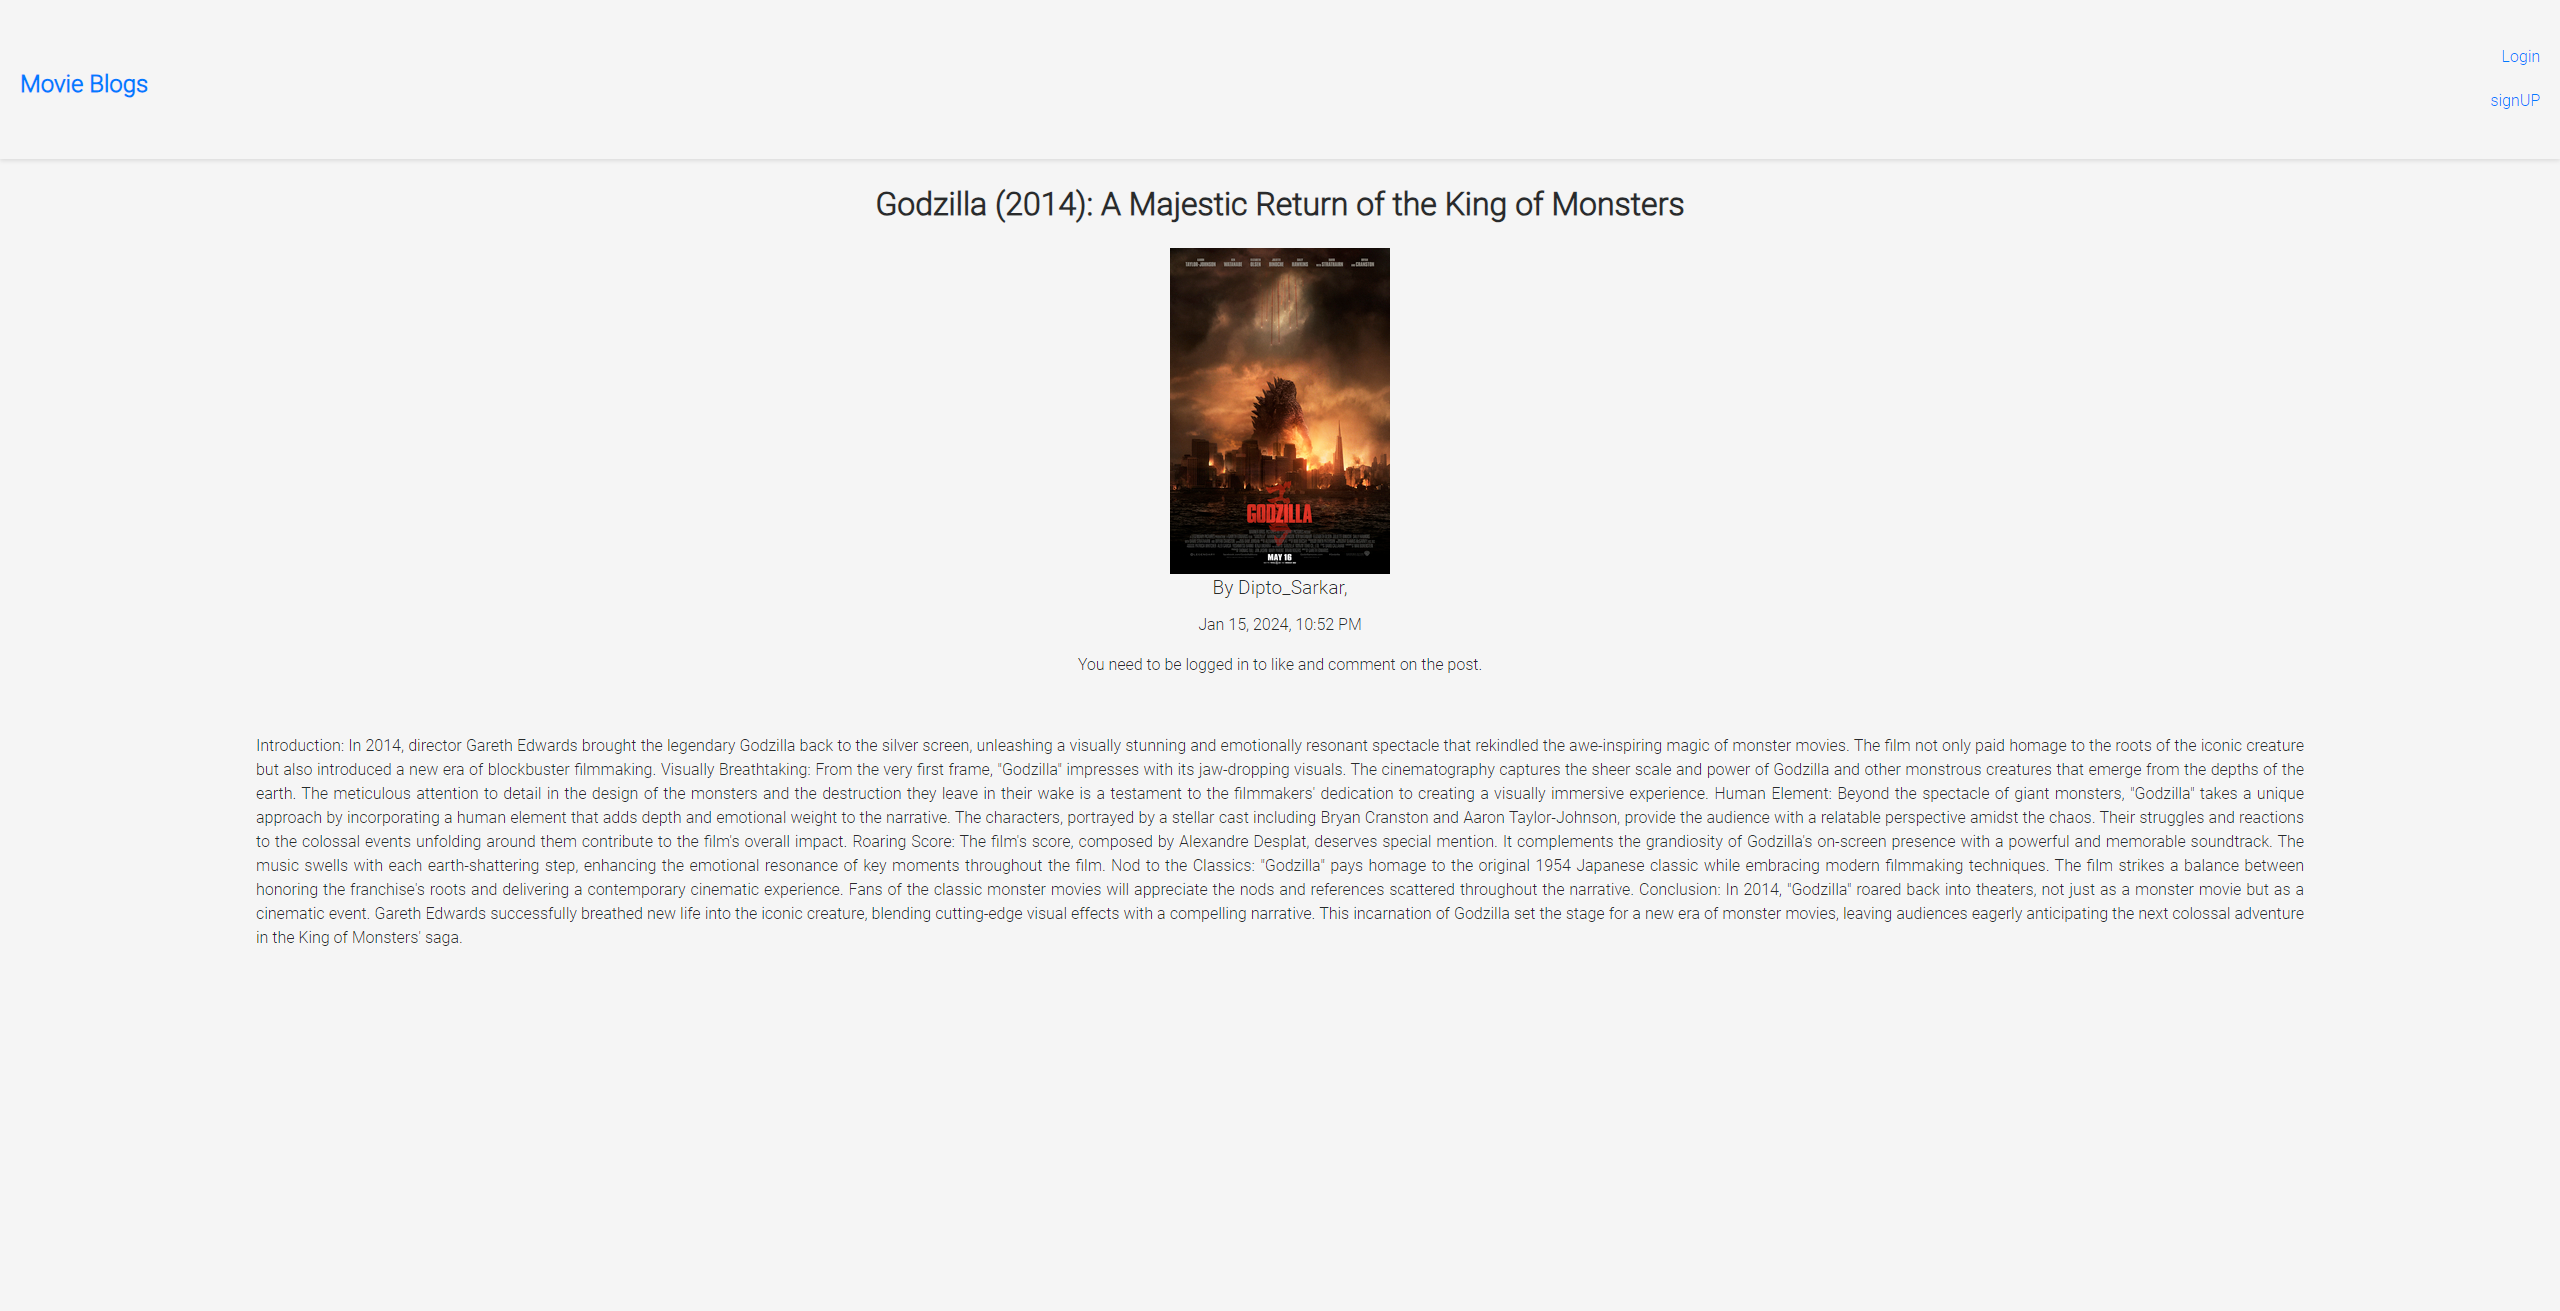 Movie Blogs
Login
signUP
Godzilla (2014): A Majestic Return of the King of Monsters
TAYLOR-JOHNSON WATANABE OLSEN BINOCHE HAWKINS STRATHAIRN CRANSTON
GODZILLA
MAY 16
By Dipto_Sarkar,
Jan 15, 2024, 10:52 PM
You need to be logged in to like and comment on the post.
Introduction: In 2014, director Gareth Edwards brought the legendary Godzilla back to the silver screen, unleashing a visually stunning and emotionally resonant spectacle that rekindled the awe-inspiring magic of monster movies. The film not only paid homage to the roots of the iconic creature
but also introduced a new era of blockbuster filmmaking. Visually Breathtaking: From the very first frame, "Godzilla" impresses with its jaw-dropping visuals. The cinematography captures the sheer scale and power of Godzilla and other monstrous creatures that emerge from the depths of the
earth. The meticulous attention to detail in the design of the monsters and the destruction they leave in their wake is a testament to the filmmakers' dedication to creating a visually immersive experience. Human Element: Beyond the spectacle of giant monsters, "Godzilla" takes a unique
approach by incorporating a human element that adds depth and emotional weight to the narrative. The characters, portrayed by a stellar cast including Bryan Cranston and Aaron Taylor-Johnson, provide the audience with a relatable perspective amidst the chaos. Their struggles and reactions
to the colossal events unfolding around them contribute to the film's overall impact. Roaring Score: The film's score, composed by Alexandre Desplat, deserves special mention. It complements the grandiosity of Godzilla's on-screen presence with a powerful and memorable soundtrack. The
music swells with each earth-shattering step, enhancing the emotional resonance of key moments throughout the film. Nod to the Classics: "Godzilla" pays homage to the original 1954 Japanese classic while embracing modern filmmaking techniques. The film strikes a balance between
honoring the franchise's roots and delivering a contemporary cinematic experience. Fans of the classic monster movies will appreciate the nods and references scattered throughout the narrative. Conclusion: In 2014, "Godzilla" roared back into theaters, not just as a monster movie but as a
cinematic event. Gareth Edwards successfully breathed new life into the iconic creature, blending cutting-edge visual effects with a compelling narrative. This incarnation of Godzilla set the stage for a new era of monster movies, leaving audiences eagerly anticipating the next colossal adventure
in the King of Monsters' saga.